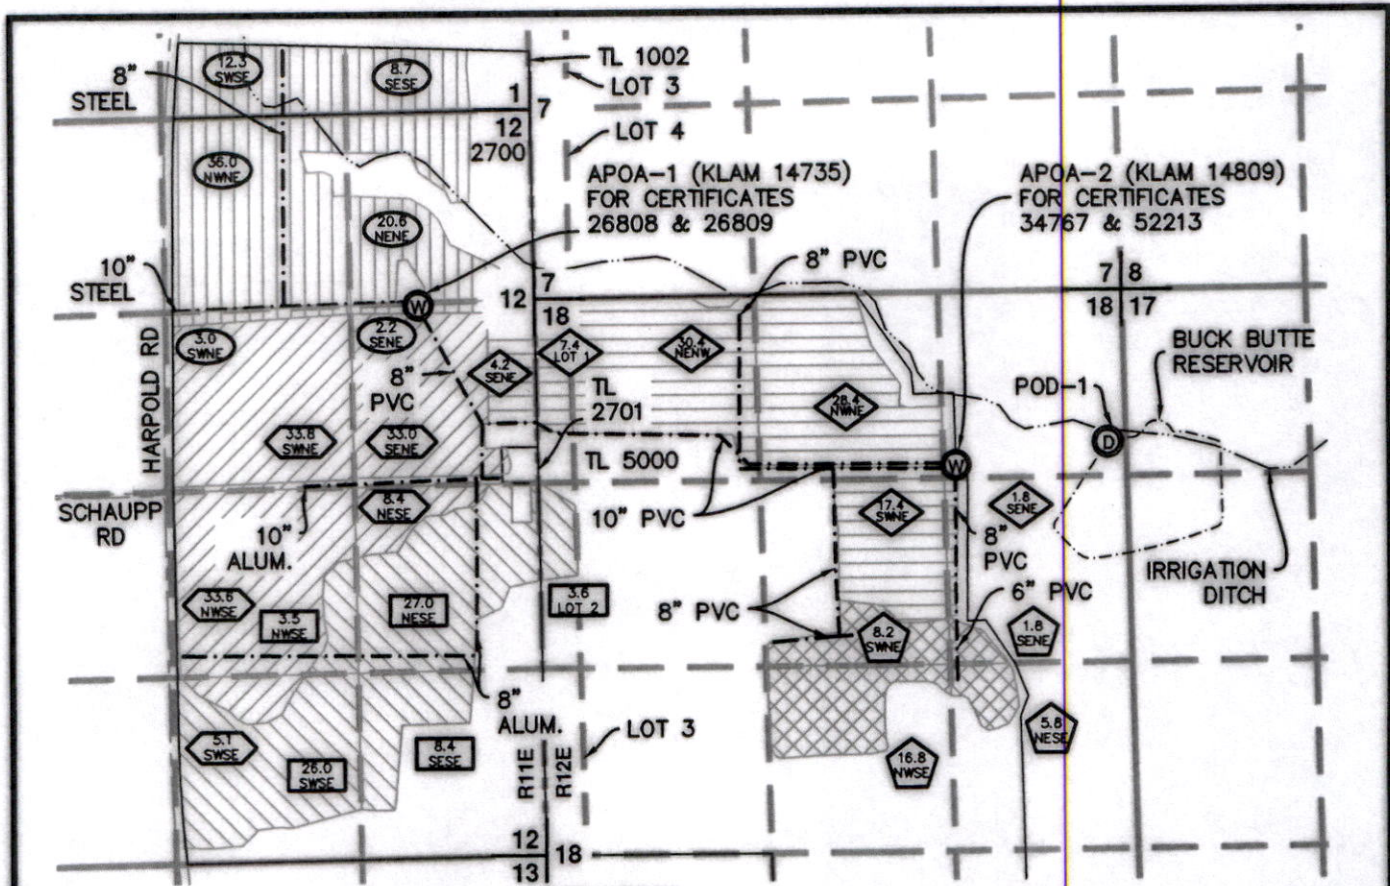 12.3
SWSE
8.7
SESE
TL 1002
LOT 3
8"
STEEL
1
7
12
2700
LOT 4
36.0
NWNE
APOA-1 (KLAM 14735)
FOR CERTIFICATES
26808 & 26809
APOA-2 (KLAM 14809)
FOR CERTIFICATES
34767 & 52213
20.6
NENE
8" PVC
10"
STEEL
W
7
12
18
7
8
18
17
HARPOLD RD
3.0
SWNE
2.2
SENE
8"
PVC
4.2
SENE
7.4
LOT 1
30.4
NENW
BUCK BUTTE
RESERVOIR
TL
2701
28.4
NWNE
POD-1
33.8
SWNE
33.0
SENE
D
TL 5000
W
SCHAUPP
RD
8.4
NESE
10" PVC
17.4
SWNE
1.8
SENE
10"
ALUM.
8"
PVC
IRRIGATION
DITCH
33.6
NWSE
3.5
NWSE
27.0
NESE
3.6
LOT 2
8" PVC
6" PVC
8.2
SWNE
1.8
SENE
8"
ALUM.
LOT 3
5.1
SWSE
26.0
SWSE
8.4
SESE
R11E
R12E
16.8
NWSE
5.8
NESE
12
18
13